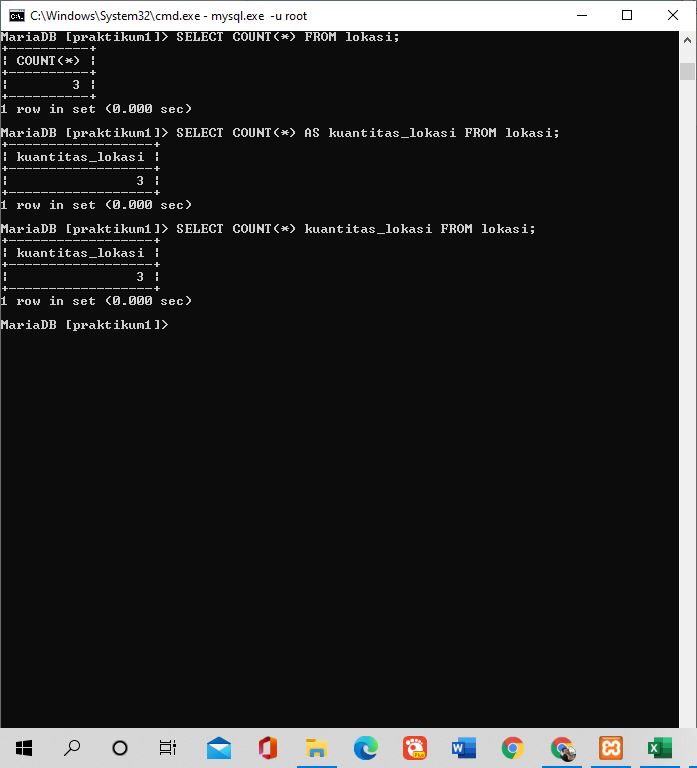 C:\Windows\System32\cmd.exe - mysql.exe -u root
MariaDB [praktikum1]> SELECT COUNT(*) FROM lokasi;
+----------+
| COUNT(*) |
+----------+
|        3 |
+----------+
1 row in set (0.000 sec)
MariaDB [praktikum1]> SELECT COUNT(*) AS kuantitas_lokasi FROM lokasi;
+------------------+
| kuantitas_lokasi |
+------------------+
|                3 |
+------------------+
1 row in set (0.000 sec)
MariaDB [praktikum1]> SELECT COUNT(*) kuantitas_lokasi FROM lokasi;
+------------------+
| kuantitas_lokasi |
+------------------+
|                3 |
+------------------+
1 row in set (0.000 sec)
MariaDB [praktikum1]>